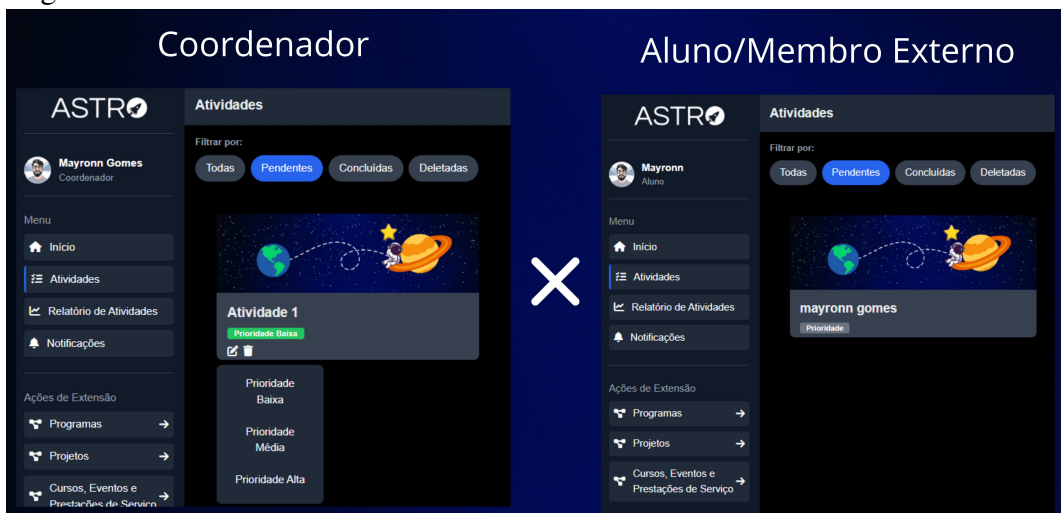 Coordenador
ASTRO
Mayronn Gomes
Coordenador
Menu
Início
Atividades
Relatório de Atividades
Notificações
Ações de Extensão
Programas
Projetos
Cursos, Eventos e
Prestações de Serviço
Atividades
Filtrar por:
Todas Pendentes Concluídas Deletadas
Atividade 1
Prioridade Baixa
Prioridade
Baixa
Prioridade
Média
Prioridade Alta
Aluno/Membro Externo
ASTRO
Mayronn
Aluno
Menu
Início
Atividades
Relatório de Atividades
Notificações
Ações de Extensão
Programas
Projetos
Cursos, Eventos e
Prestações de Serviço
Atividades
Filtrar por:
Todas Pendentes Concluídas Deletadas
mayronn gomes
Prioridade